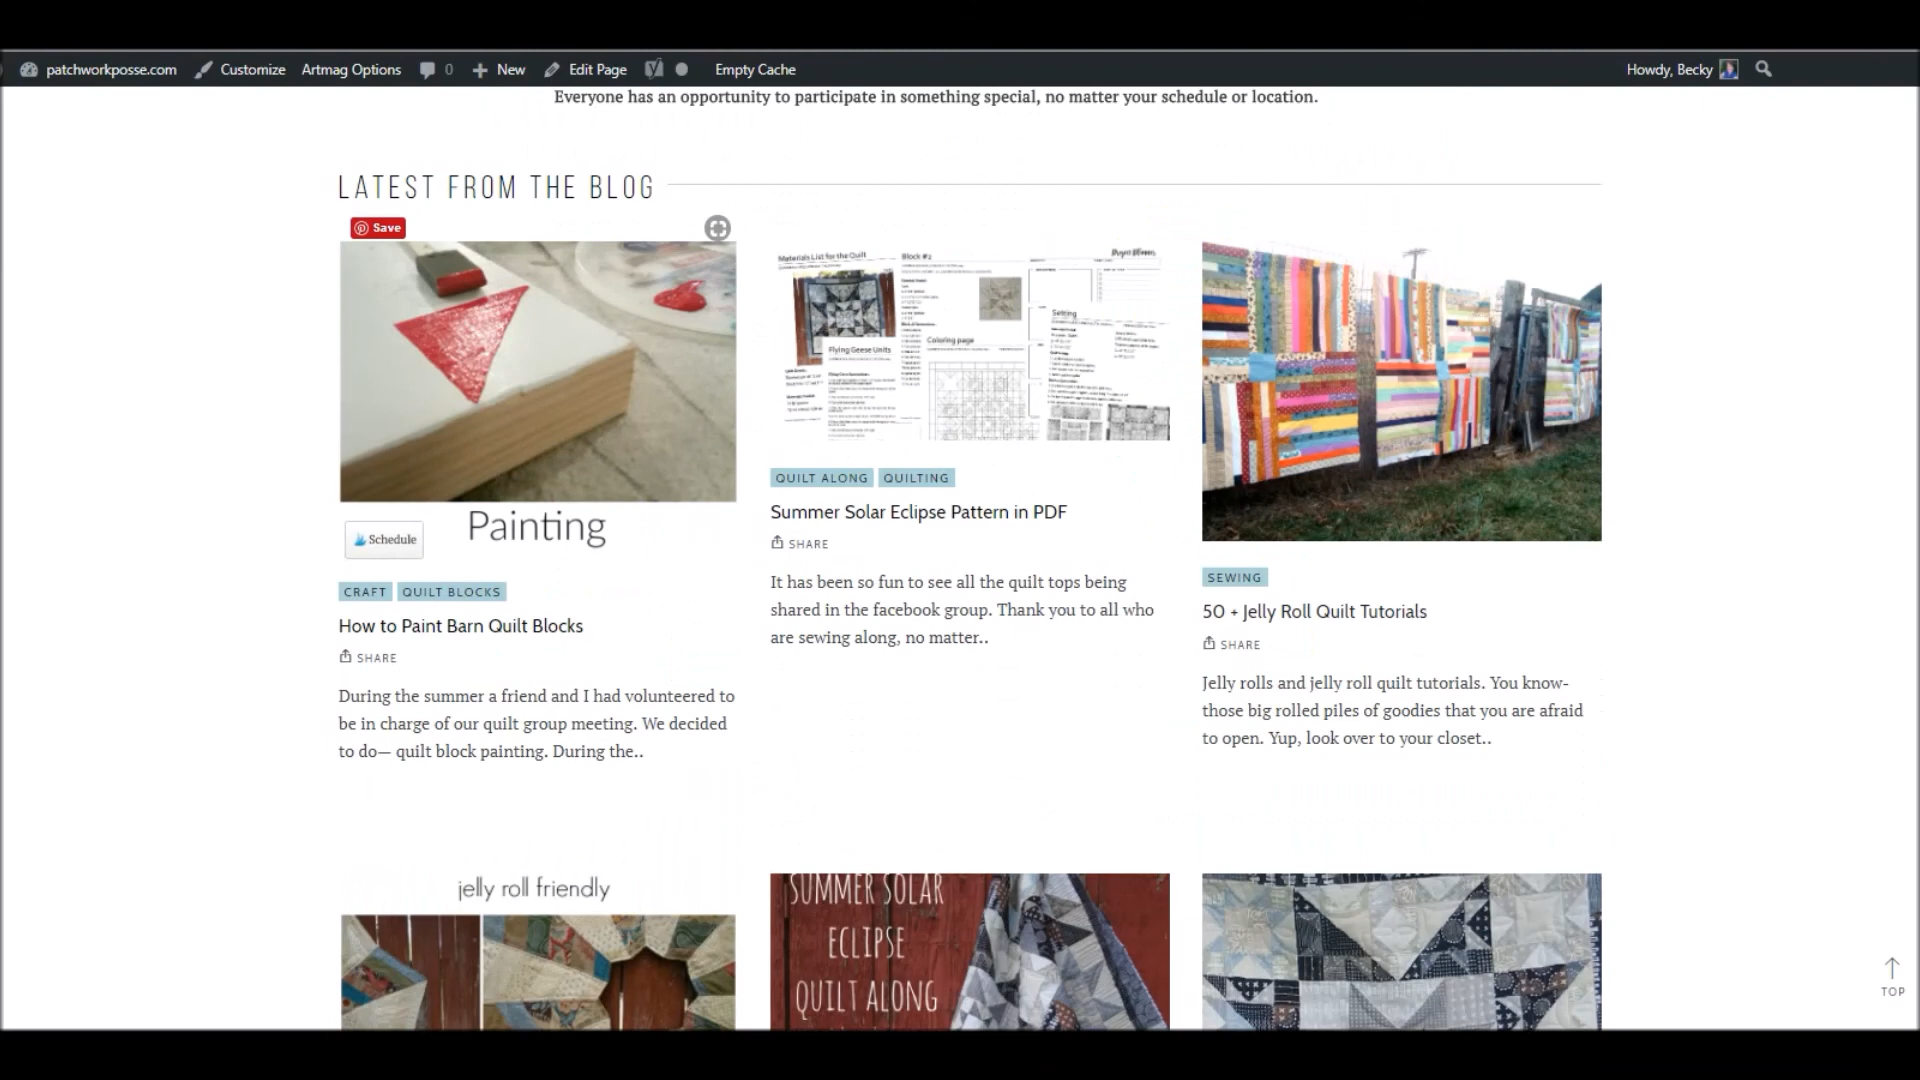 patchworkposse.com Customize Artmag Options 0 New Edit Page Empty Cache Howdy, Becky
Everyone has an opportunity to participate in something special, no matter your schedule or location.
LATEST FROM THE BLOG
Save
Painting
Schedule
CRAFT QUILT BLOCKS
How to Paint Barn Quilt Blocks
SHARE
During the summer a friend and I had volunteered to
be in charge of our quilt group meeting. We decided
to do— quilt block painting. During the..
Materials List for the Quilt
Block #2
Setting
Coloring page
Flying Geese Units
QUILT ALONG QUILTING
Summer Solar Eclipse Pattern in PDF
SHARE
It has been so fun to see all the quilt tops being
shared in the facebook group. Thank you to all who
are sewing along, no matter..
SEWING
50 + Jelly Roll Quilt Tutorials
SHARE
Jelly rolls and jelly roll quilt tutorials. You know-
those big rolled piles of goodies that you are afraid
to open. Yup, look over to your closet..
jelly roll friendly
SUMMER SOLAR
ECLIPSE
QUILT ALONG
TOP